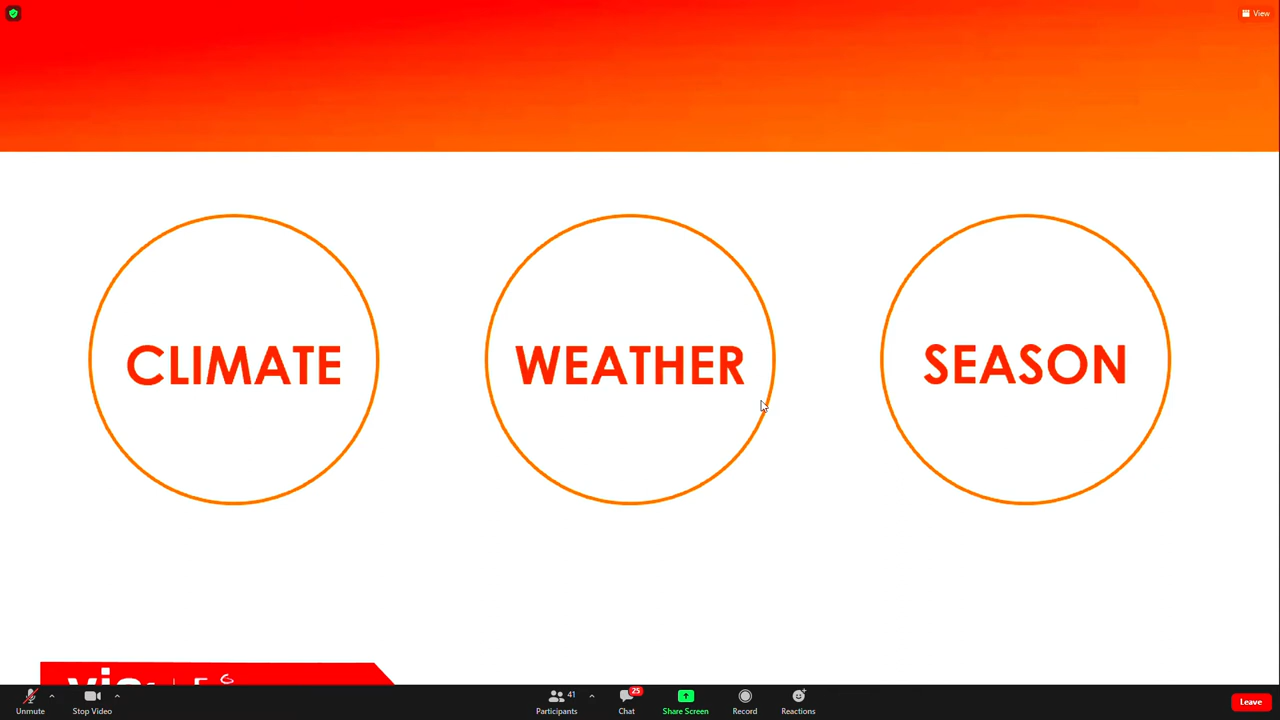 View
CLIMATE
WEATHER
SEASON
Unmute
Stop Video
Participants
41
Chat
25
Share Screen
Record
Reactions
Leave